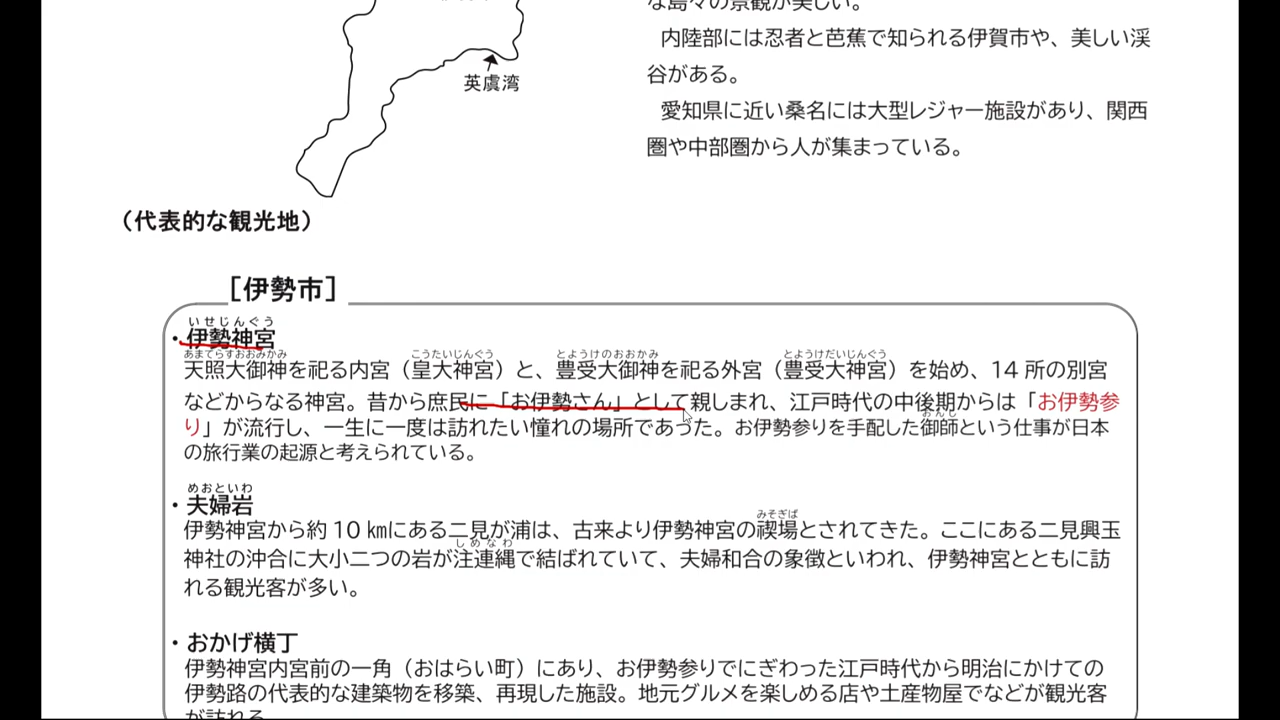 な島々の景観が美しい。
内陸部には忍者と芭蕉で知られる伊賀市や、美しい渓
谷がある。
英虞湾
愛知県に近い桑名には大型レジャー施設があり、関西
圏や中部圏から人が集まっている。
（代表的な観光地）
［伊勢市］
いせじんぐう
・伊勢神宮
あまてらすおおみかみ こうたいじんぐう とようけのおおかみ とようけだいじんぐう
天照大御神を祀る内宮（皇大神宮）と、豊受大御神を祀る外宮（豊受大神宮）を始め、14 所の別宮
などからなる神宮。昔から庶民に「お伊勢さん」として親しまれ、江戸時代の中後期からは「お伊勢参
おんし
り」が流行し、一生に一度は訪れたい憧れの場所であった。お伊勢参りを手配した御師という仕事が日本
の旅行業の起源と考えられている。
めおといわ
・夫婦岩
みそぎば
伊勢神宮から約 10 ㎞にある二見が浦は、古来より伊勢神宮の禊場とされてきた。ここにある二見興玉
しめなわ
神社の沖合に大小二つの岩が注連縄で結ばれていて、夫婦和合の象徴といわれ、伊勢神宮とともに訪
れる観光客が多い。
・おかげ横丁
伊勢神宮内宮前の一角（おはらい町）にあり、お伊勢参りでにぎわった江戸時代から明治にかけての
伊勢路の代表的な建築物を移築、再現した施設。地元グルメを楽しめる店や土産物屋でなどが観光客
が訪れる